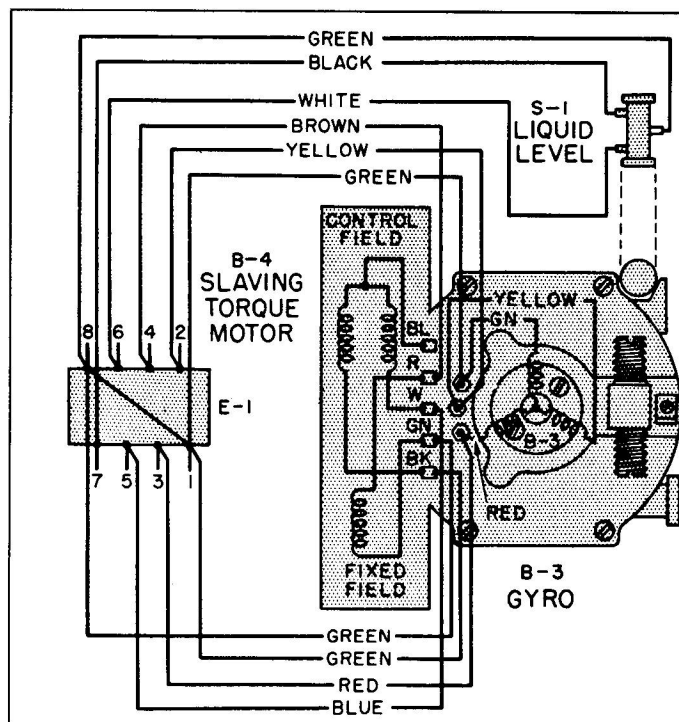 GREEN
BLACK
WHITE
BROWN
YELLOW
GREEN
S-1
LIQUID
LEVEL
CONTROL
FIELD
B-4
SLAVING
TORQUE
MOTOR
8 6 4 2
E-1
7 5 3 1
BL
R
W
GN
BK
YELLOW
GN
B-3
RED
FIXED
FIELD
B-3
GYRO
GREEN
GREEN
RED
BLUE